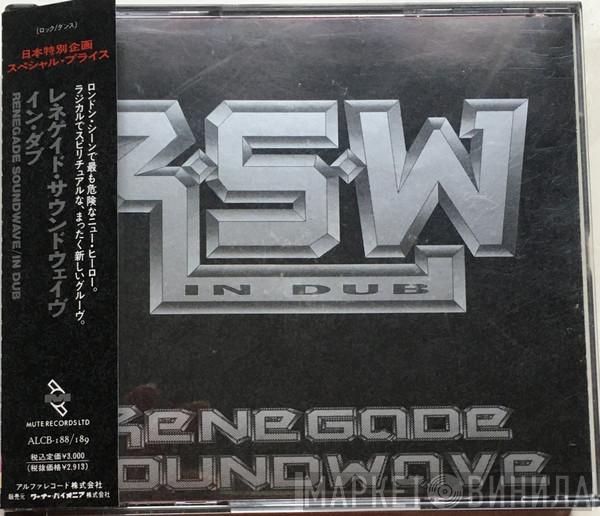 (ロック/ダンス)
日本特別企画
スペシャル・プライス
ロンドン・シーンで最も危険なニュー・ヒーロー。
ラジカルでスピリチュアルな、まったく新しいグルーヴ。
レネゲイド・サウンドウェイヴ
イン・ダブ
RENEGADE SOUNDWAVE/IN DUB
MUTE RECORDS LTD
ALCB-188/189
税込定価¥3,000
(税抜価格¥2,913)
アルファレコード株式会社
販売元 ワーナー・パイオニア株式会社
R·S·W
IN DUB
RENEGADE
SOUNDWAVE
МАРКЕТ ВИНИЛА